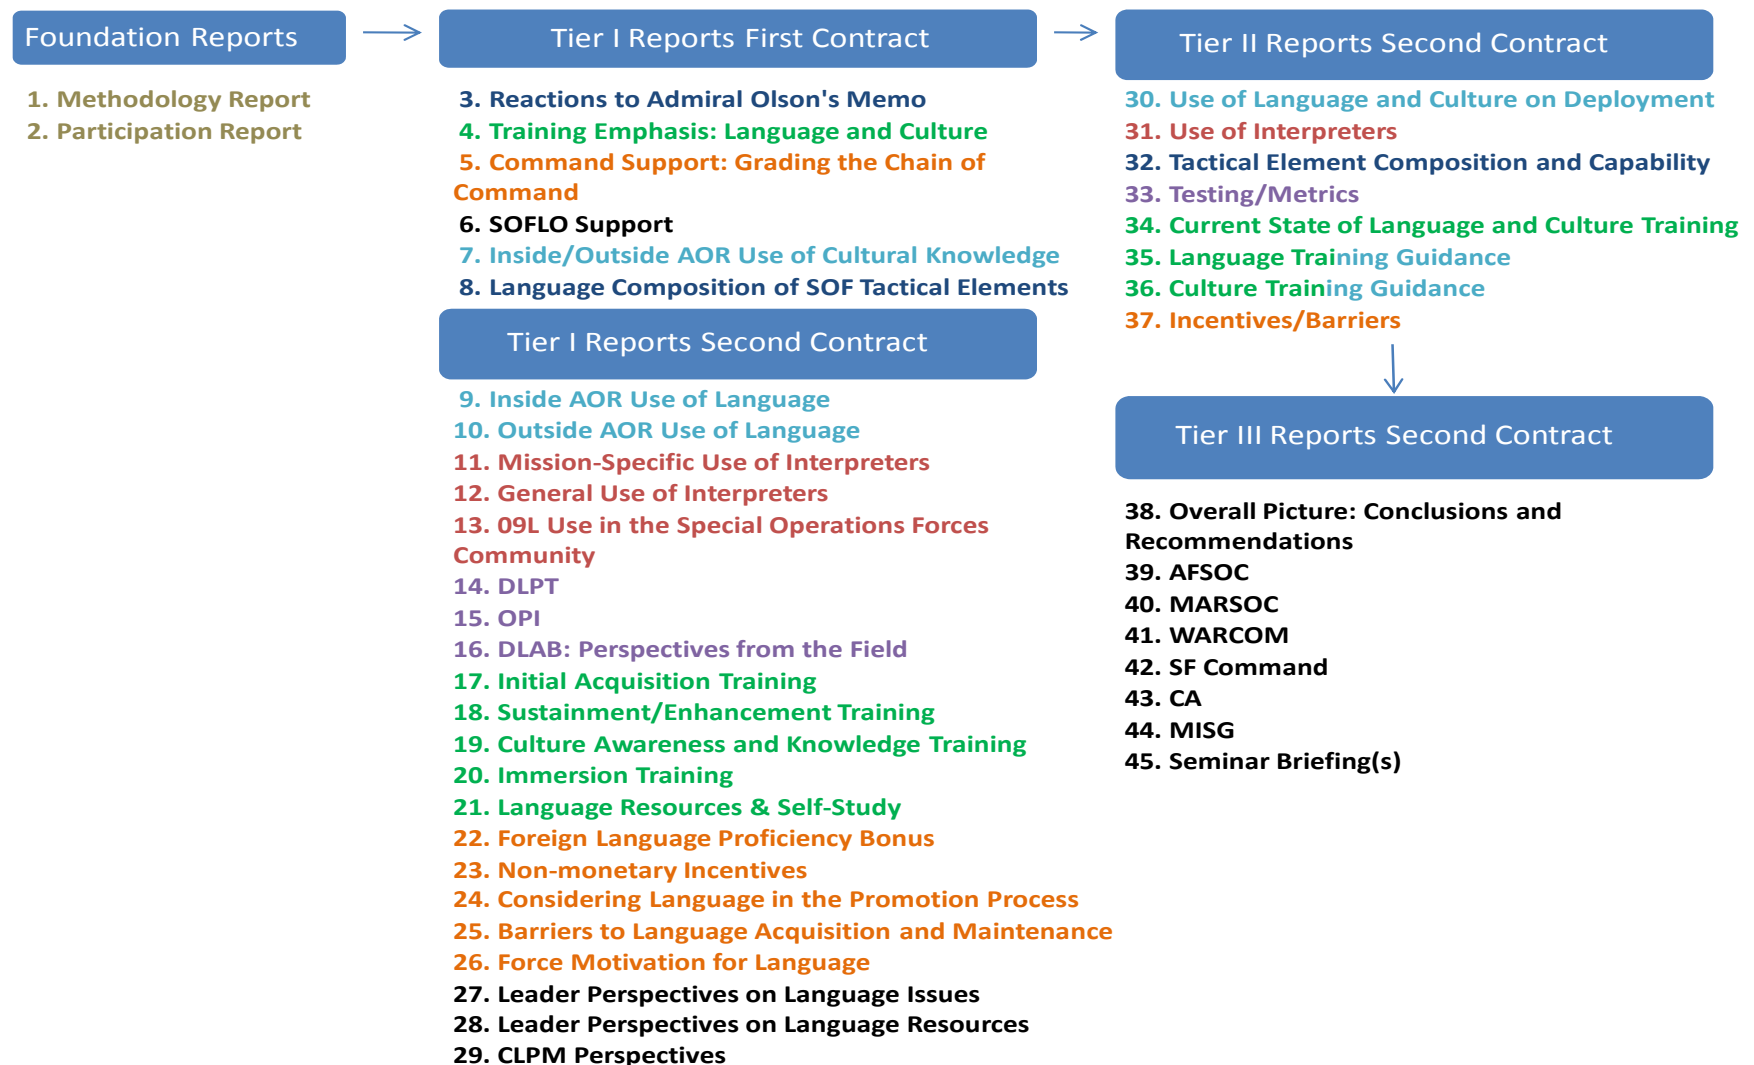 Foundation Reports
1. Methodology Report
2. Participation Report
Tier I Reports First Contract
3. Reactions to Admiral Olson's Memo
4. Training Emphasis: Language and Culture
5. Command Support: Grading the Chain of
Command
6. SOFLO Support
7. Inside/Outside AOR Use of Cultural Knowledge
8. Language Composition of SOF Tactical Elements
Tier I Reports Second Contract
9. Inside AOR Use of Language
10. Outside AOR Use of Language
11. Mission-Specific Use of Interpreters
12. General Use of Interpreters
13. 09L Use in the Special Operations Forces
Community
14. DLPT
15. OPI
16. DLAB: Perspectives from the Field
17. Initial Acquisition Training
18. Sustainment/Enhancement Training
19. Culture Awareness and Knowledge Training
20. Immersion Training
21. Language Resources & Self-Study
22. Foreign Language Proficiency Bonus
23. Non-monetary Incentives
24. Considering Language in the Promotion Process
25. Barriers to Language Acquisition and Maintenance
26. Force Motivation for Language
27. Leader Perspectives on Language Issues
28. Leader Perspectives on Language Resources
29. CLPM Perspectives
Tier II Reports Second Contract
30. Use of Language and Culture on Deployment
31. Use of Interpreters
32. Tactical Element Composition and Capability
33. Testing/Metrics
34. Current State of Language and Culture Training
35. Language Training Guidance
36. Culture Training Guidance
37. Incentives/Barriers
Tier III Reports Second Contract
38. Overall Picture: Conclusions and
Recommendations
39. AFSOC
40. MARSOC
41. WARCOM
42. SF Command
43. CA
44. MISG
45. Seminar Briefing(s)